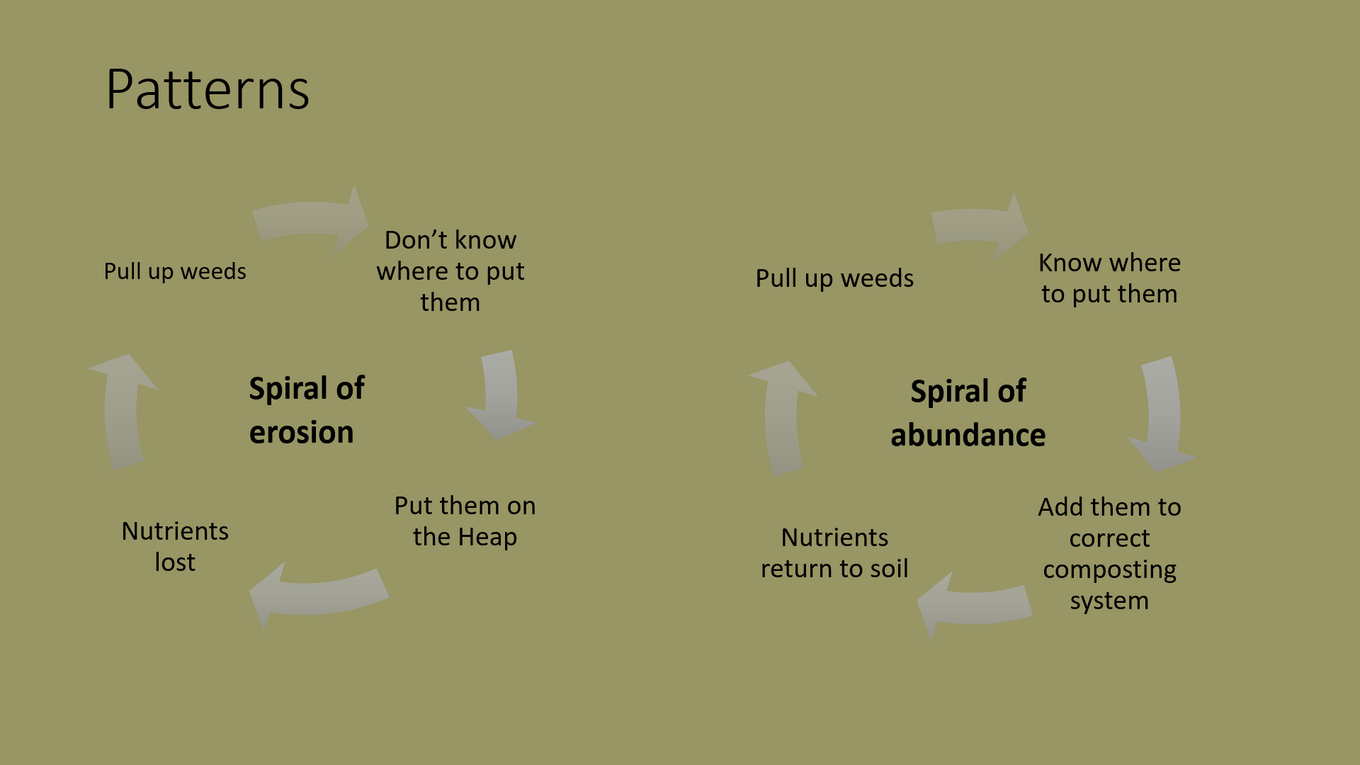 Patterns
Pull up weeds
Don’t know
where to put
them
Put them on
the Heap
Nutrients
lost
Spiral of
erosion
Pull up weeds
Know where
to put them
Add them to
correct
composting
system
Nutrients
return to soil
Spiral of
abundance